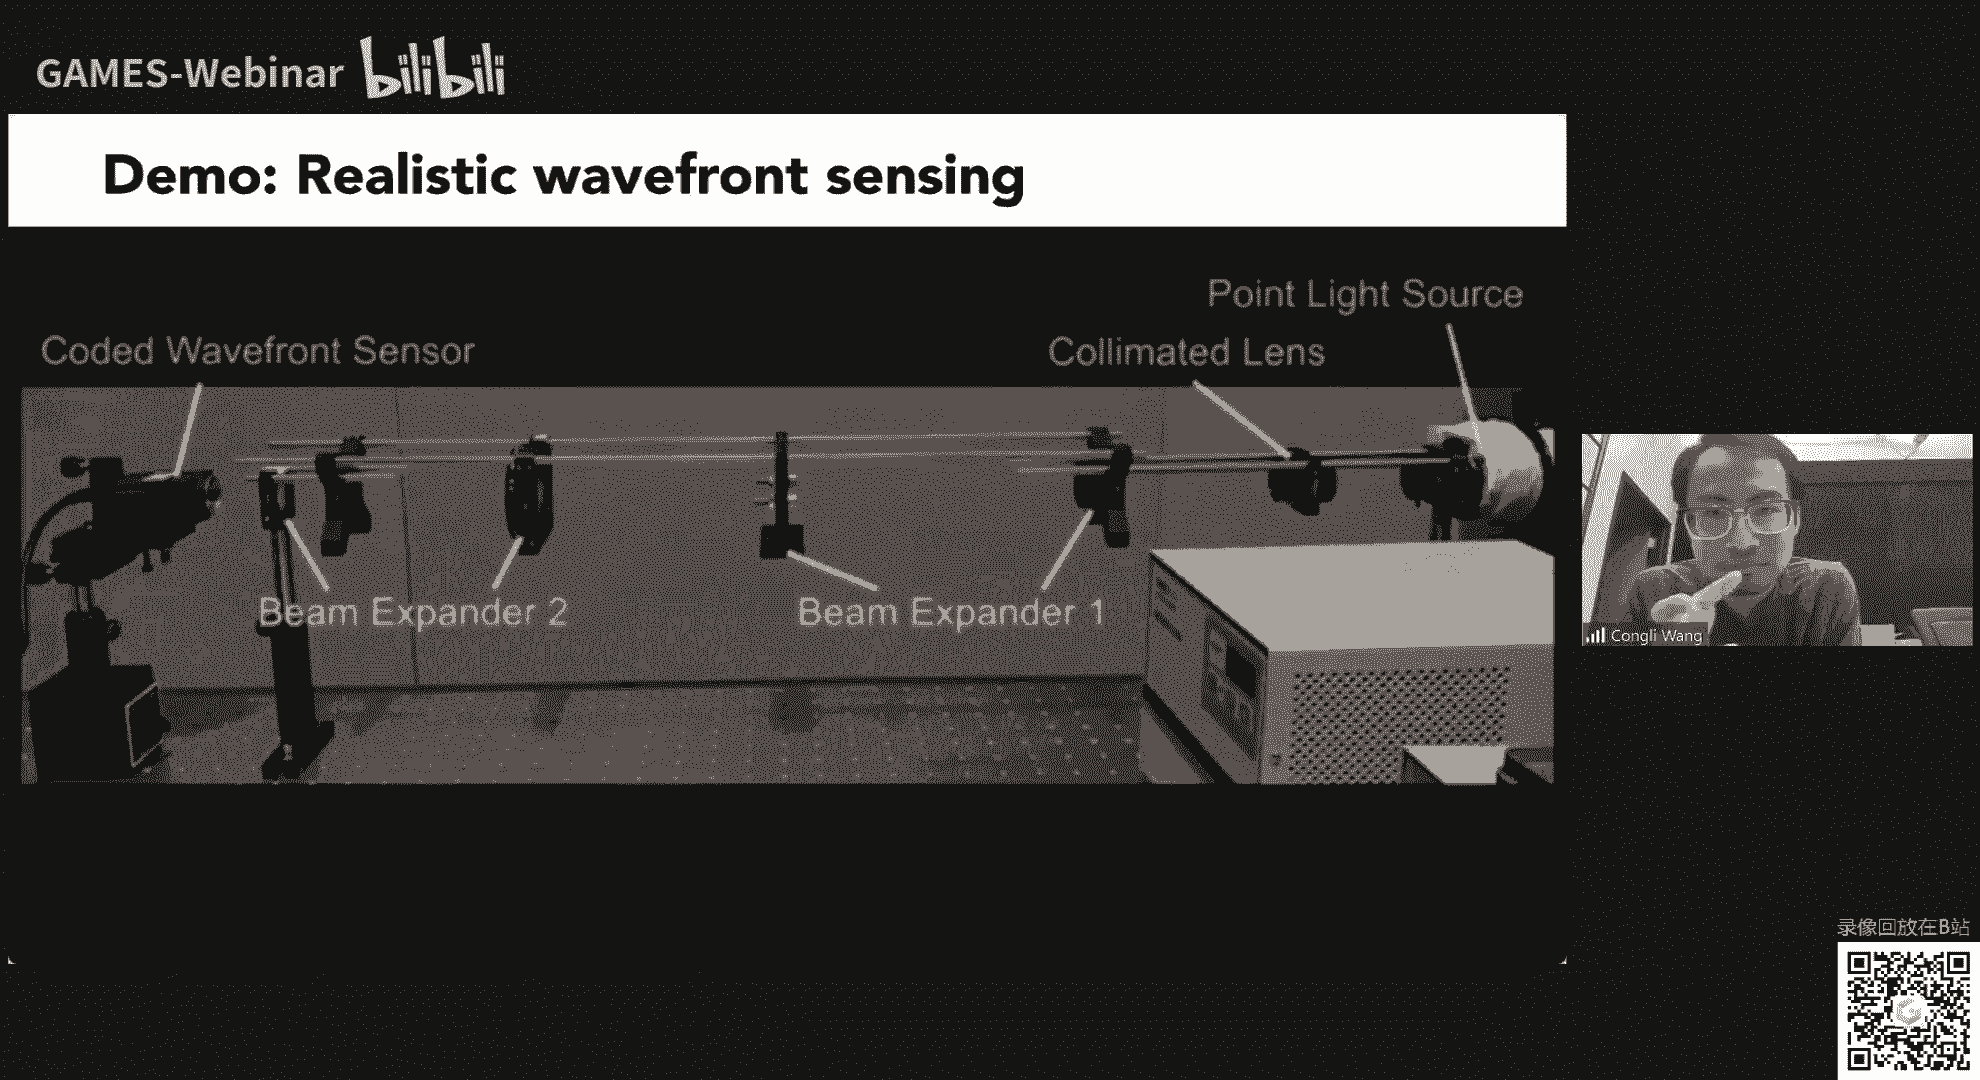 GAMES-Webinar bilibili
Demo: Realistic wavefront sensing
Point Light Source
Coded Wavefront Sensor
Collimated Lens
Beam Expander 2
Beam Expander 1
Congli Wang
录像回放在B站